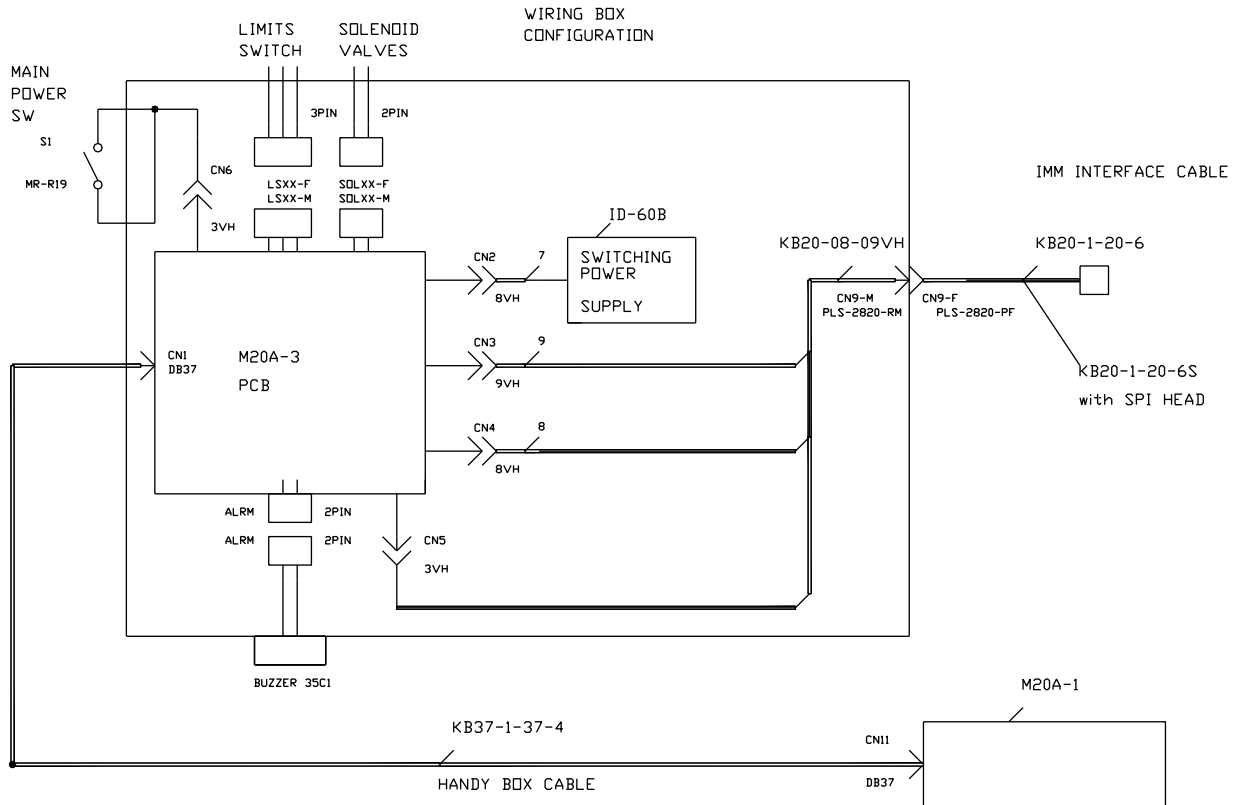 WIRING BOX
CONFIGURATION
LIMITS
SWITCH
SOLENOID
VALVES
MAIN
POWER
SW
S1
MR-R19
3PIN
2PIN
CN6
3VH
LSXX-F
LSXX-M
SOLXX-F
SOLXX-M
IMM INTERFACE CABLE
ID-60B
SWITCHING
POWER
SUPPLY
CN2
7
8VH
KB20-08-09VH
KB20-1-20-6
CN9-M
PLS-2820-RM
CN9-F
PLS-2820-PF
CN1
DB37
M20A-3
PCB
CN3
9
9VH
KB20-1-20-6S
with SPI HEAD
CN4
8
8VH
ALRM
2PIN
ALRM
2PIN
CN5
3VH
BUZZER 35C1
M20A-1
KB37-1-37-4
CN11
HANDY BOX CABLE
DB37